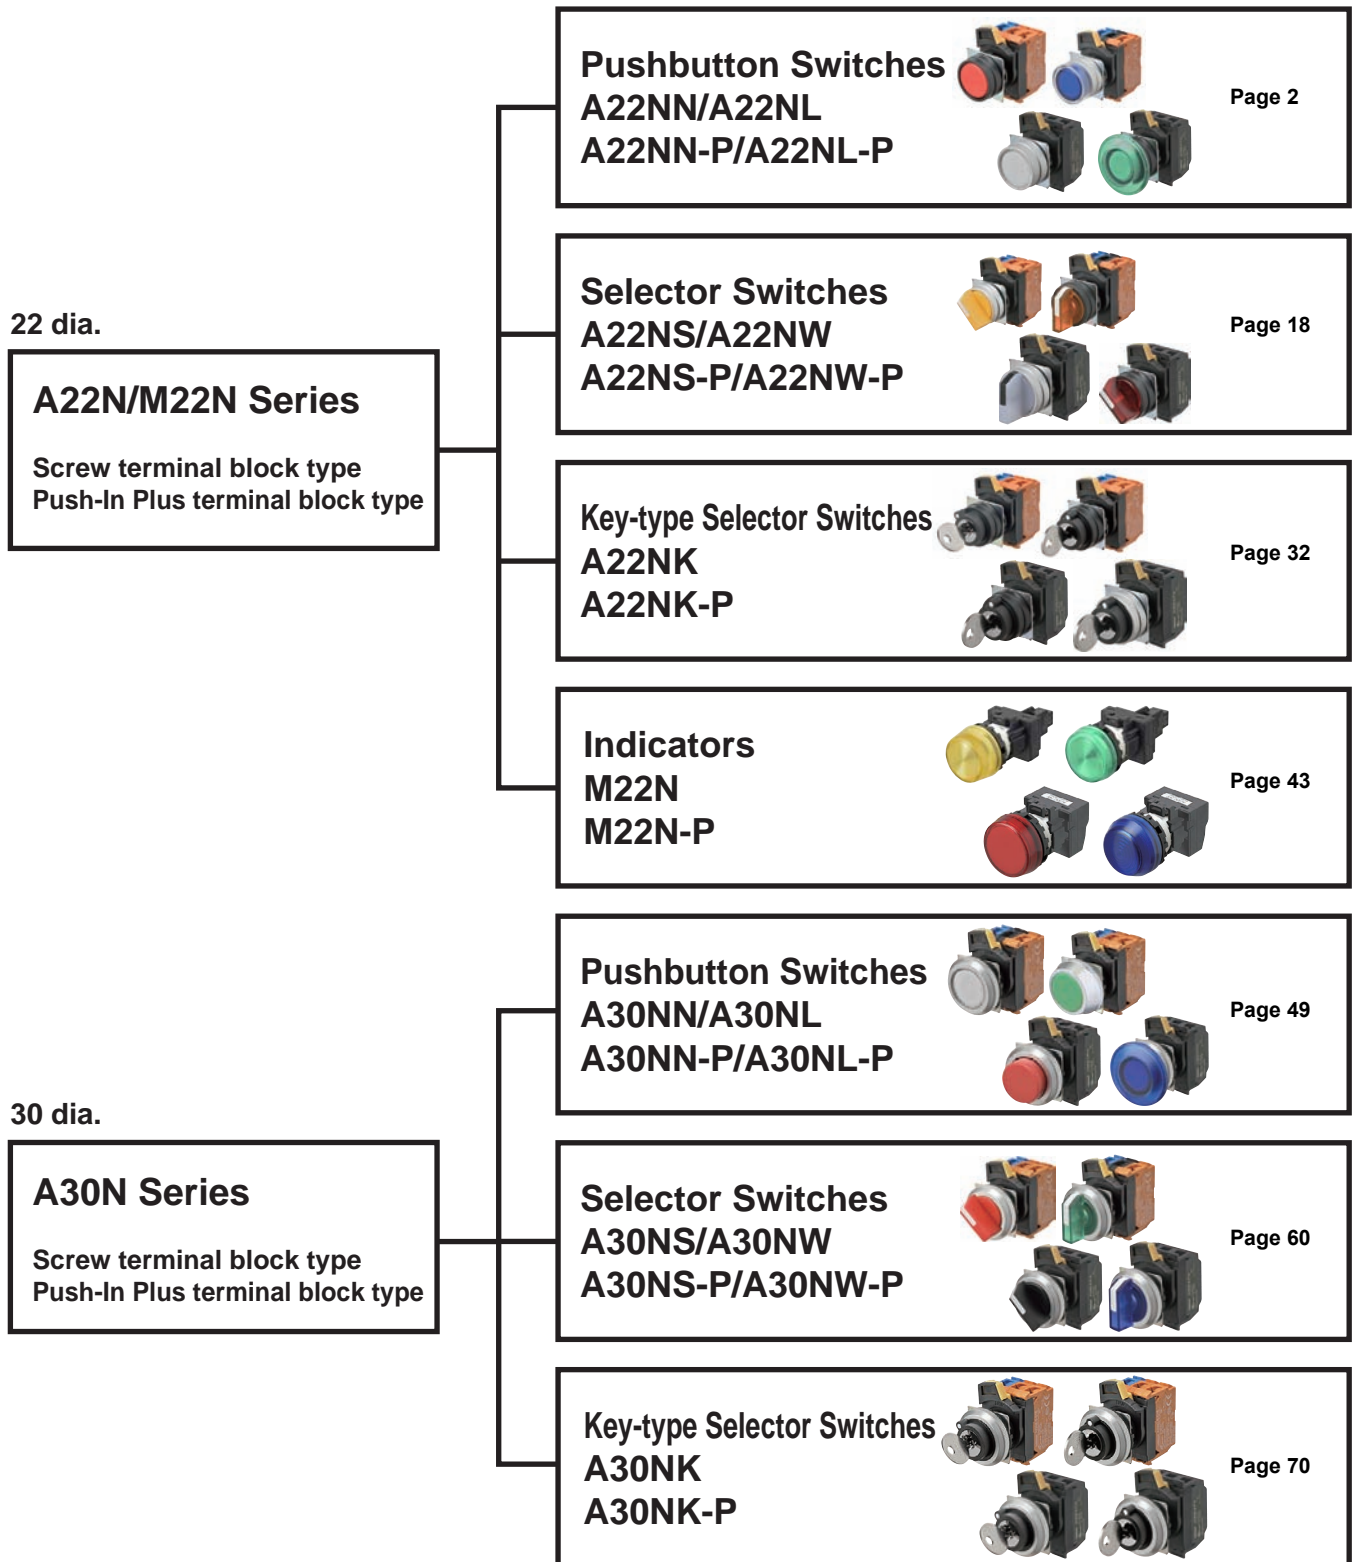 22 dia.
A22N/M22N Series
Screw terminal block type
Push-In Plus terminal block type
Pushbutton Switches
A22NN/A22NL
A22NN-P/A22NL-P
Page 2
Selector Switches
A22NS/A22NW
A22NS-P/A22NW-P
Page 18
Key-type Selector Switches
A22NK
A22NK-P
Page 32
Indicators
M22N
M22N-P
Page 43
30 dia.
A30N Series
Screw terminal block type
Push-In Plus terminal block type
Pushbutton Switches
A30NN/A30NL
A30NN-P/A30NL-P
Page 49
Selector Switches
A30NS/A30NW
A30NS-P/A30NW-P
Page 60
Key-type Selector Switches
A30NK
A30NK-P
Page 70